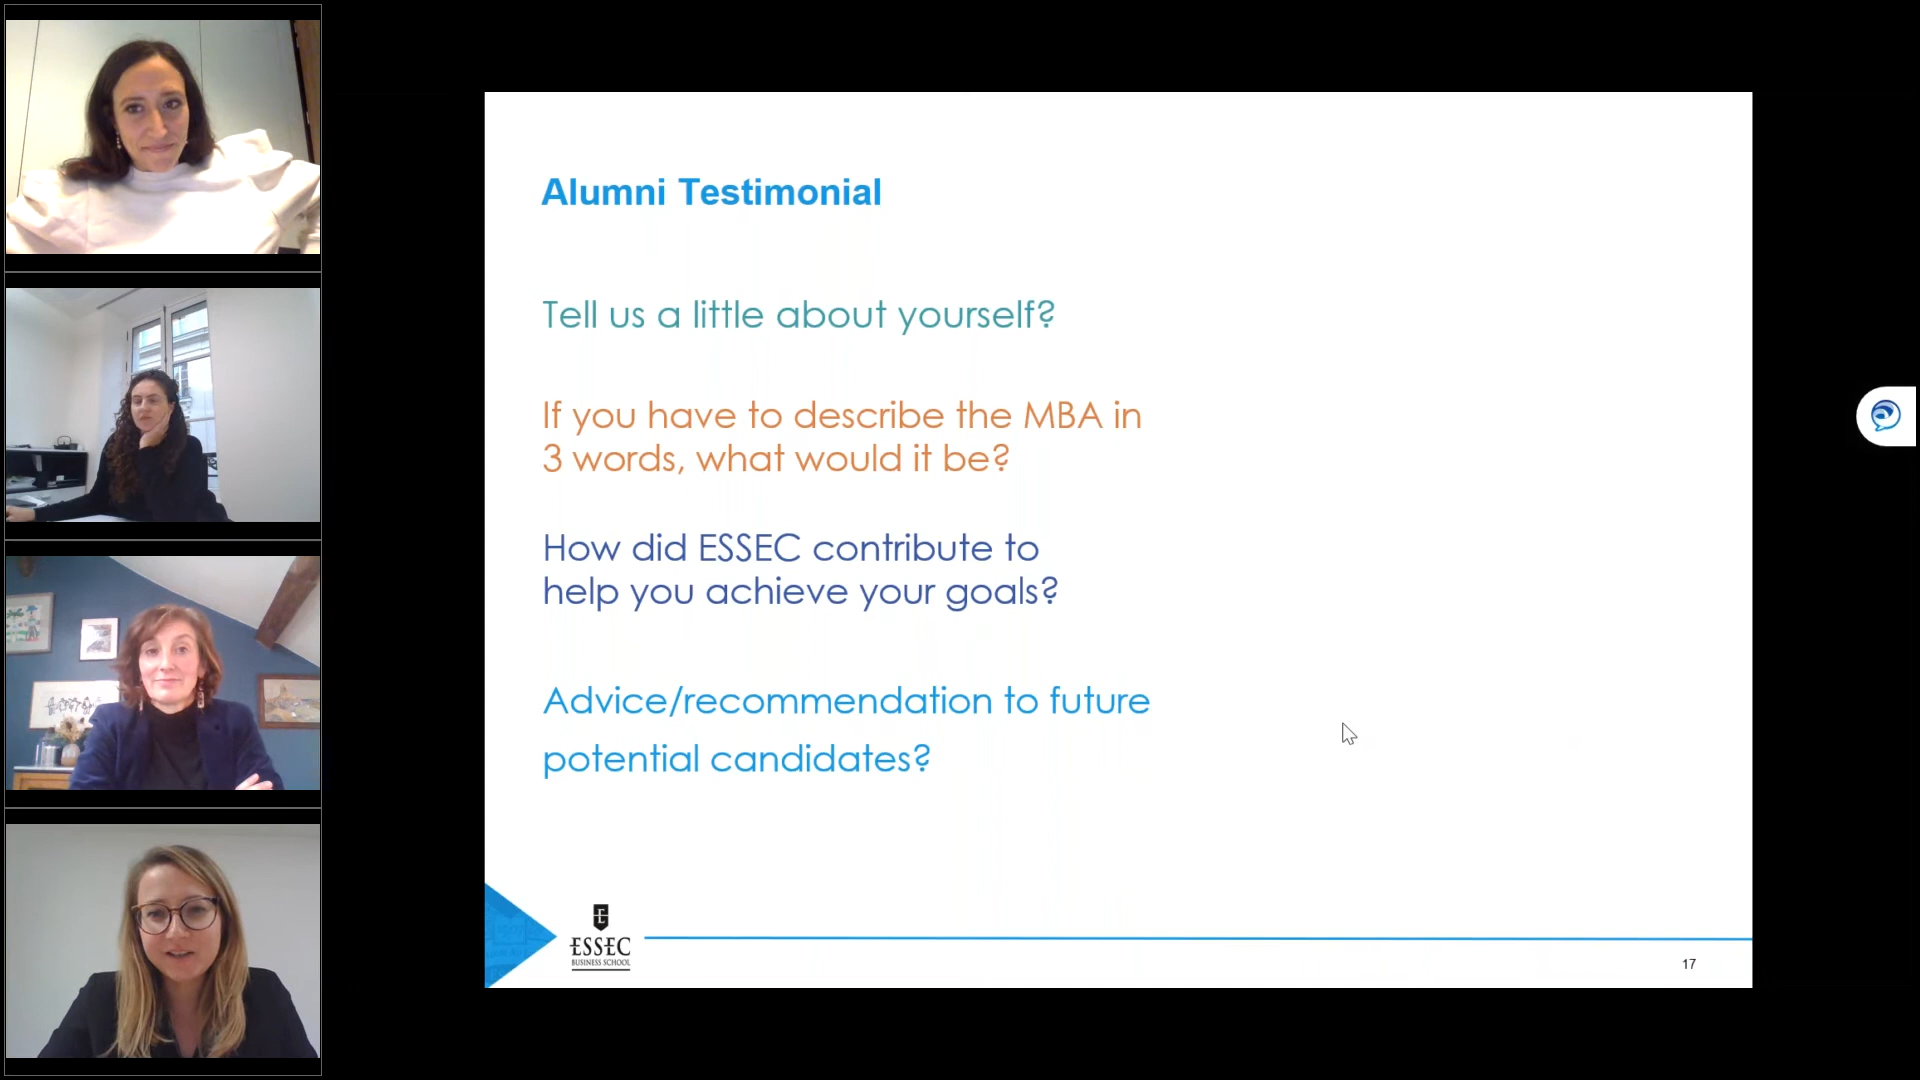 Alumni Testimonial
Tell us a little about yourself?
If you have to describe the MBA in
3 words, what would it be?
How did ESSEC contribute to
help you achieve your goals?
Advice/recommendation to future
potential candidates?
E
ESSEC
BUSINESS SCHOOL
17